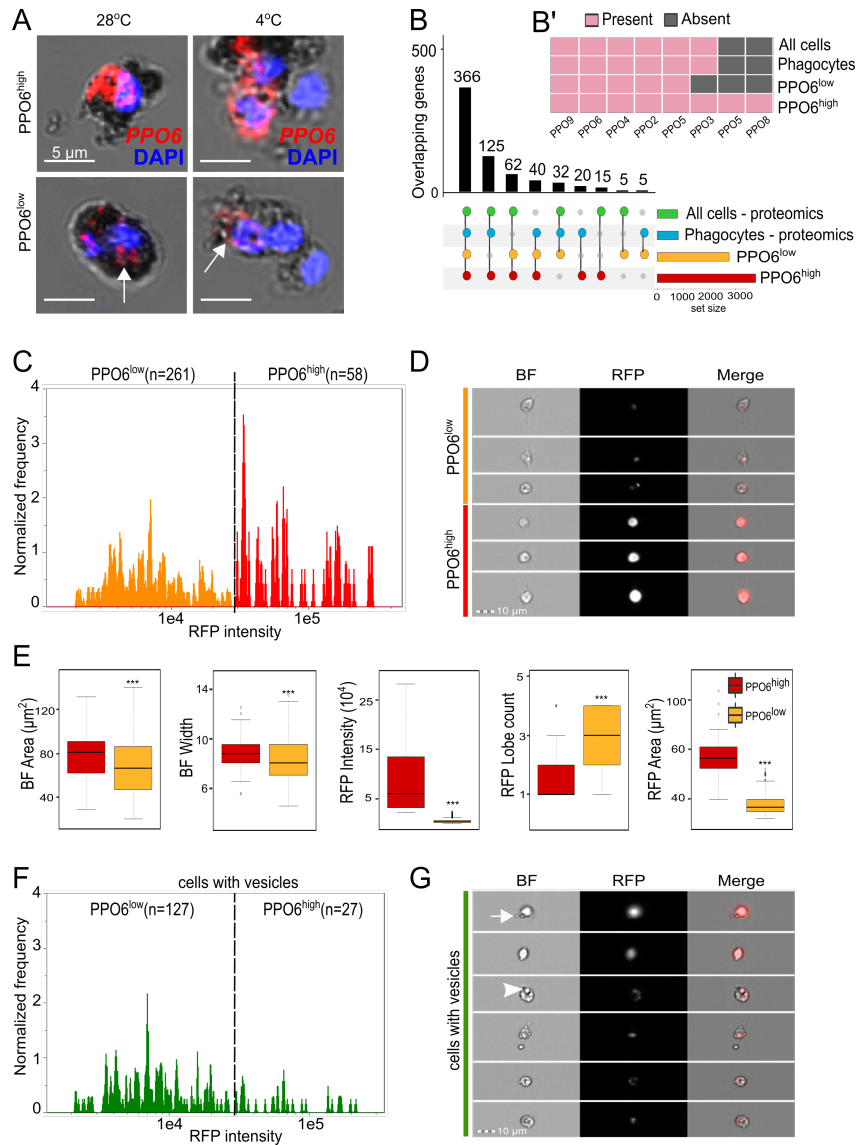 A
28°C
4°C
PPO6high
PPO6
DAPI
5 µm
PPO6
DAPI
PPO6low
B
Overlapping genes
500
0
366
125
62
40
32
20
15
5
5
All cells - proteomics
Phagocytes - proteomics
PPO6low
PPO6high
0 1000 2000 3000
set size
B'
Present
Absent
All cells
Phagocytes
PPO6low
PPO6high
PPO9 PPO6 PPO4 PPO2 PPO5 PPO3 PPO5 PPO8
C
PPO6low(n=261)
PPO6high(n=58)
Normalized frequency
4
3
2
1
0
1e4 1e5
RFP intensity
D
BF RFP Merge
PPO6low
PPO6high
10 µm
E
BF Area (µm2)
120
80
40
***
BF Width
14
10
6
***
RFP Intensity (104)
25
15
5
***
RFP Lobe count
5
3
1
***
RFP Area (µm2)
100
60
40
***
PPO6high
PPO6low
F
cells with vesicles
PPO6low(n=127)
PPO6high(n=27)
Normalized frequency
4
3
2
1
0
1e4 1e5
RFP intensity
G
BF RFP Merge
cells with vesicles
10 µm